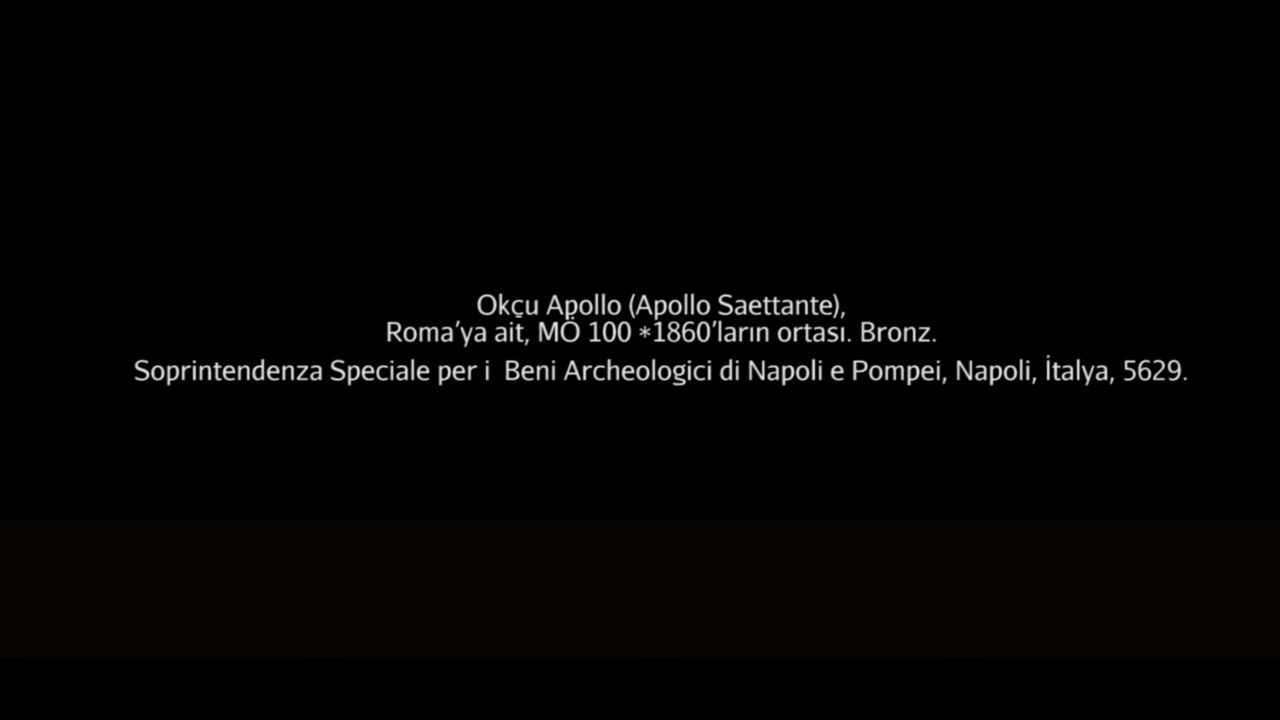 Okçu Apollo (Apollo Saettante),
Roma'ya ait, MÖ 100 *1860'ların ortası. Bronz.
Soprintendenza Speciale per i Beni Archeologici di Napoli e Pompei, Napoli, İtalya, 5629.